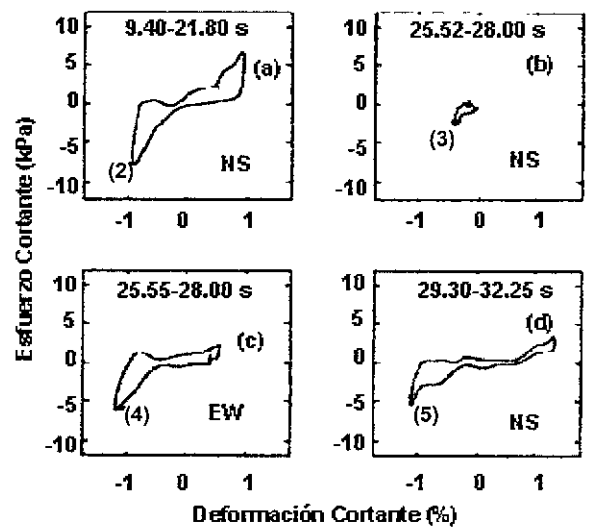 9.40-21.80 s
(a)
(2)
NS
25.52-28.00 s
(b)
(3)
NS
10
5
0
-5
-10
10
5
0
-5
-10
-1 0 1
-1 0 1
Esfuerzo Cortante (kPa)
25.55-28.00 s
(c)
(4)
EW
29.30-32.25 s
(d)
(5)
NS
10
5
0
-5
-10
10
5
0
-5
-10
-1 0 1
-1 0 1
Deformación Cortante (%)